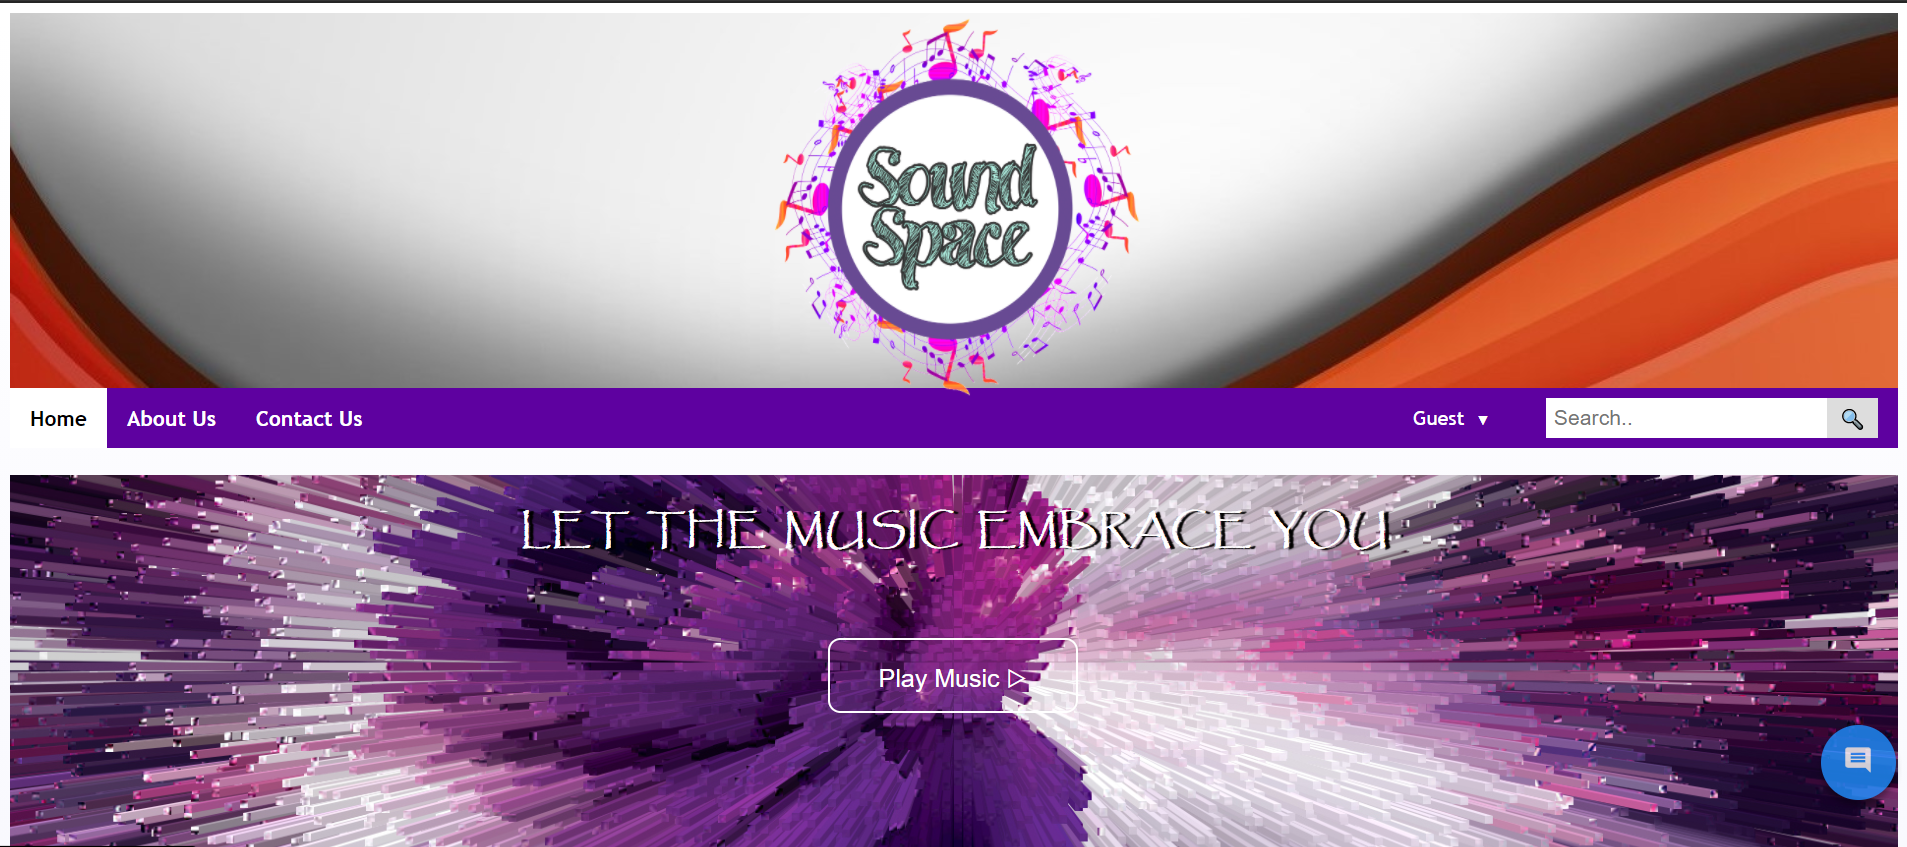 Sound
Space
Home About Us Contact Us Guest ▼ Search..
LET THE MUSIC EMBRACE YOU
Play Music ▷